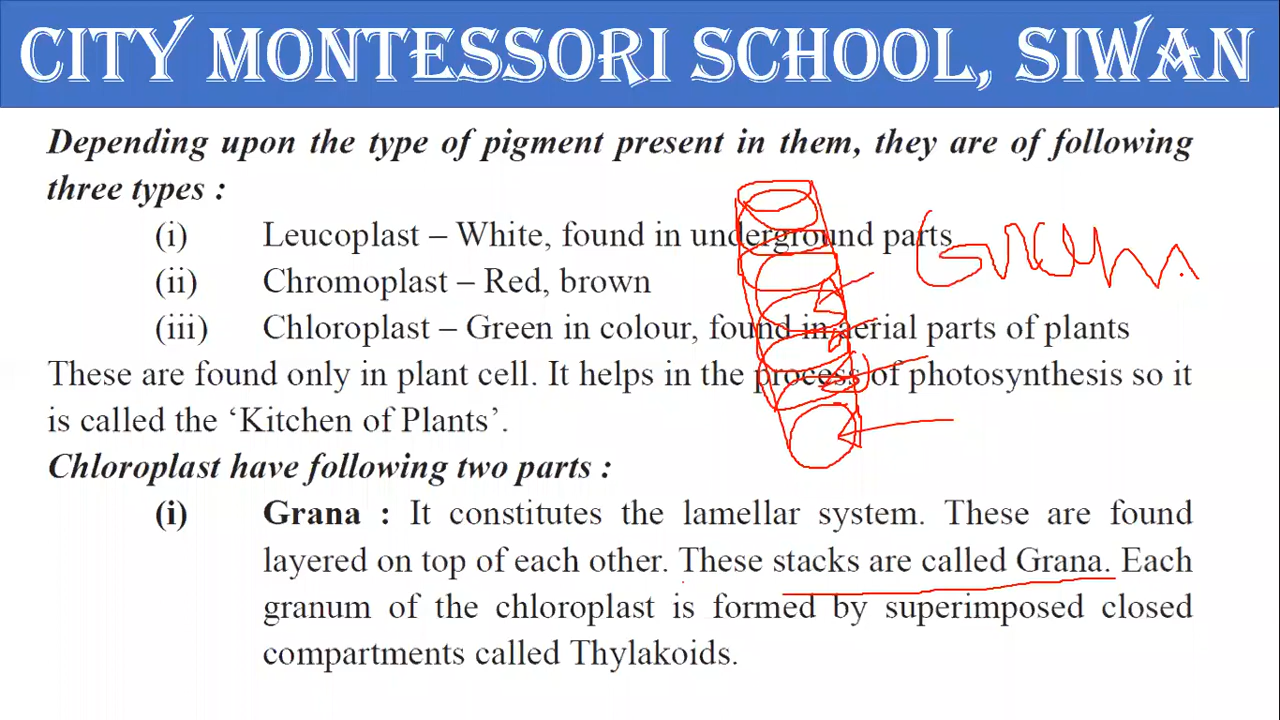 CITY MONTESSORI SCHOOL, SIWAN
Depending upon the type of pigment present in them, they are of following
three types :
(i) Leucoplast – White, found in underground parts
Granum
(ii) Chromoplast – Red, brown
(iii) Chloroplast – Green in colour, found in aerial parts of plants
These are found only in plant cell. It helps in the process of photosynthesis so it
is called the ‘Kitchen of Plants’.
Chloroplast have following two parts :
(i) Grana : It constitutes the lamellar system. These are found
layered on top of each other. These stacks are called Grana. Each
granum of the chloroplast is formed by superimposed closed
compartments called Thylakoids.